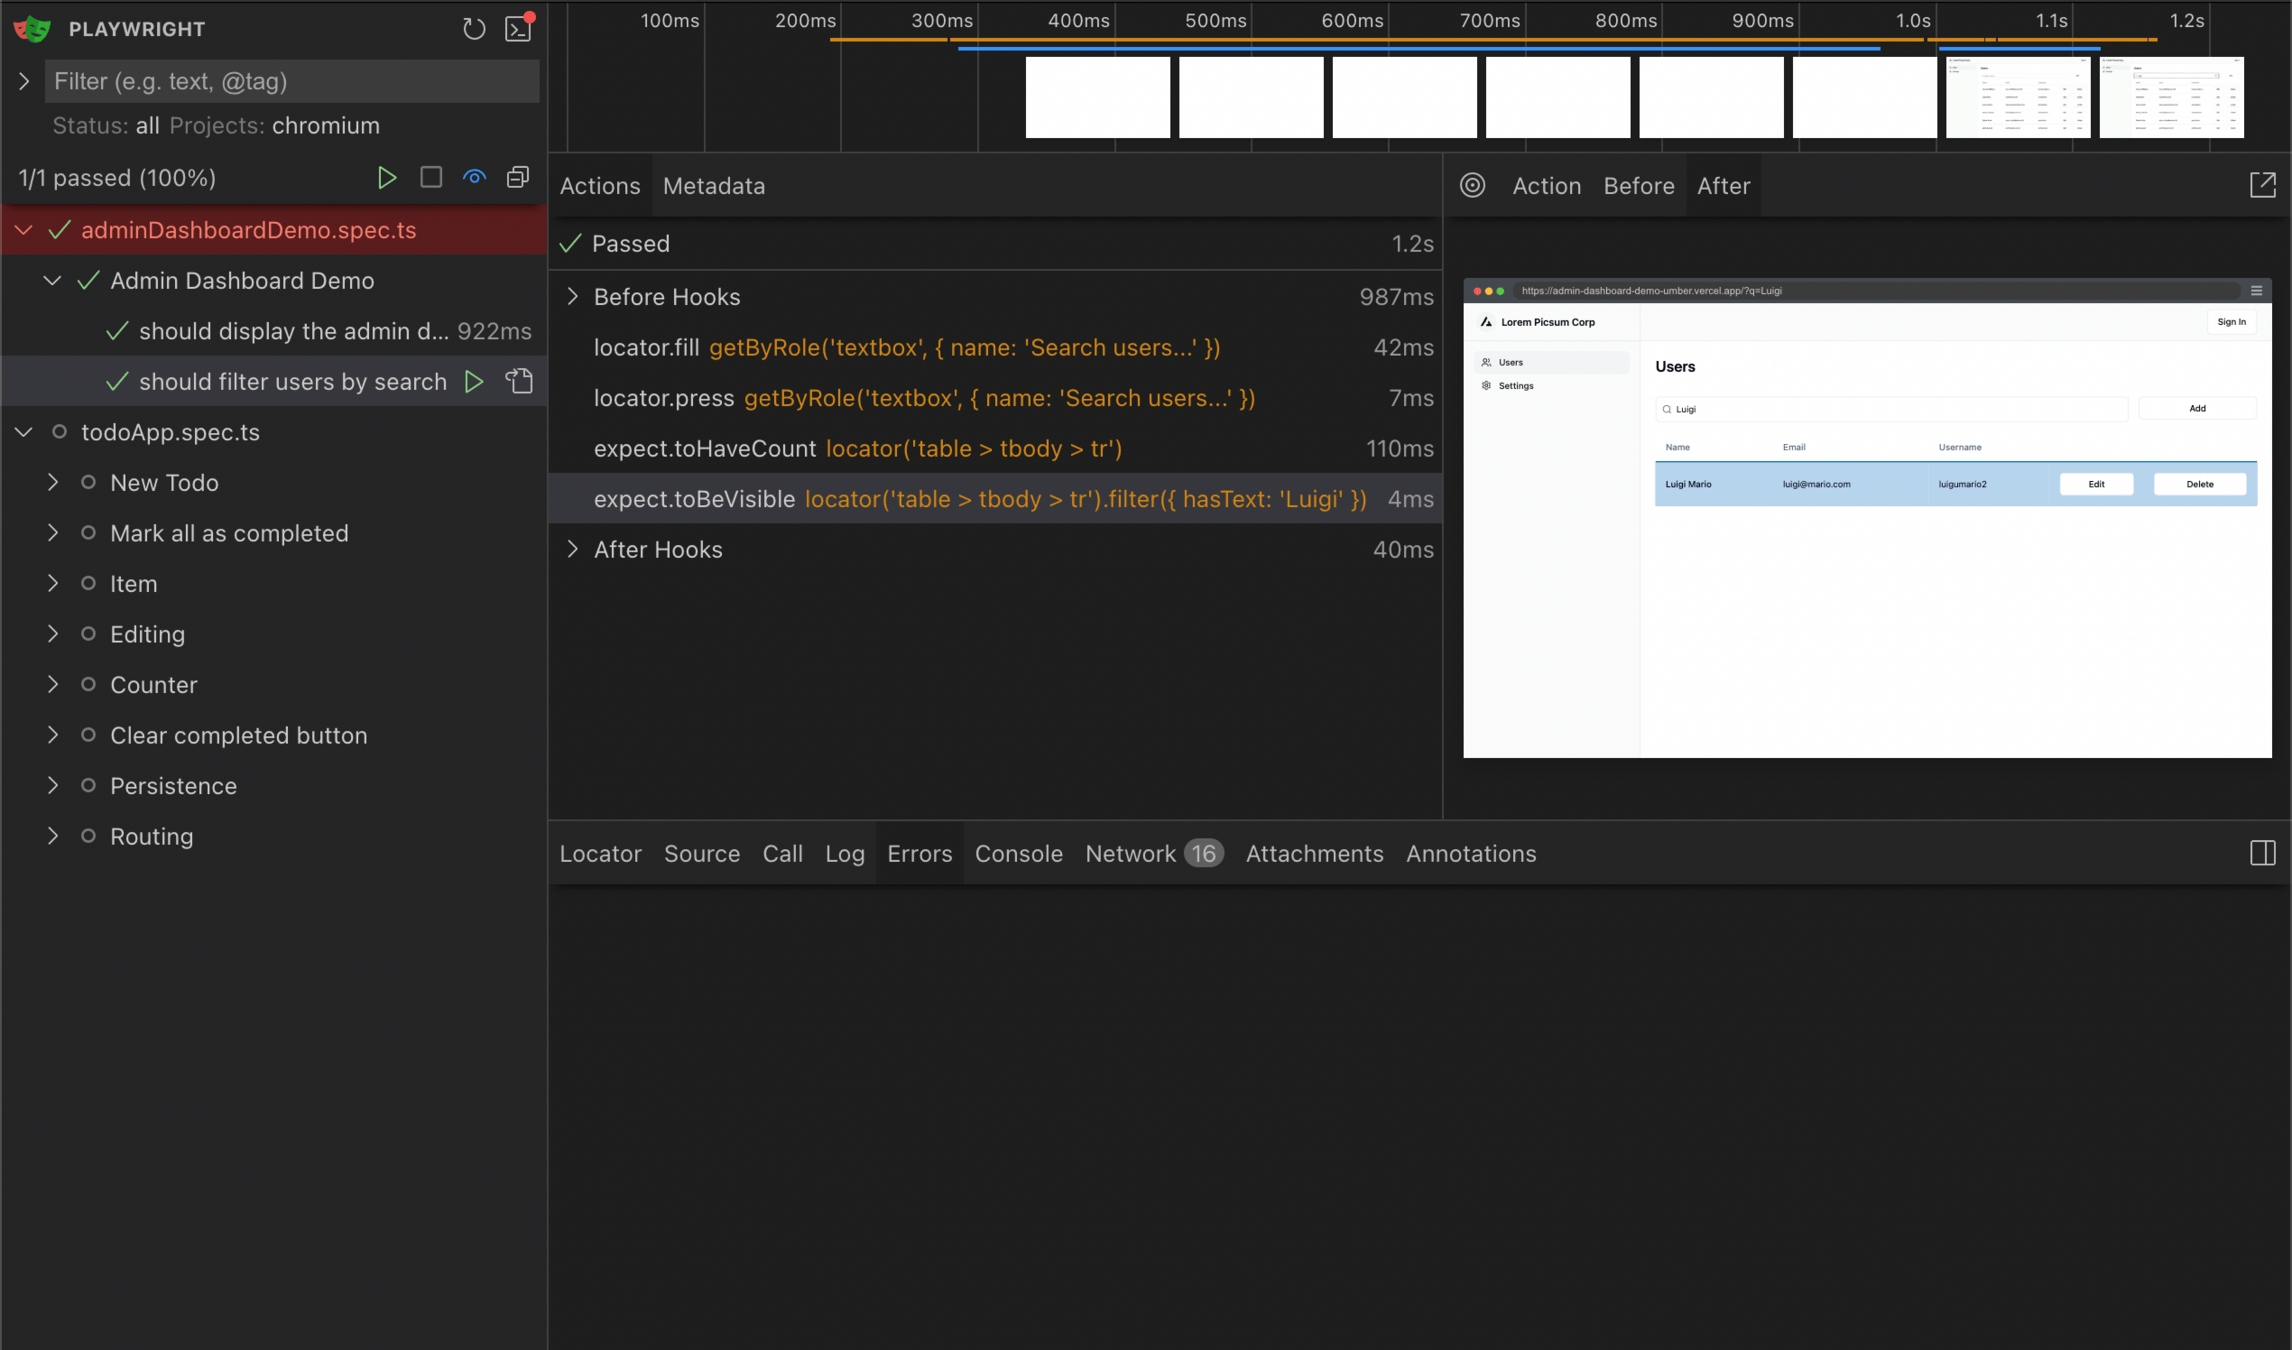 PLAYWRIGHT
Filter (e.g. text, @tag)
Status: all Projects: chromium
1/1 passed (100%)
adminDashboardDemo.spec.ts
Admin Dashboard Demo
should display the admin d... 922ms
should filter users by search
todoApp.spec.ts
New Todo
Mark all as completed
Item
Editing
Counter
Clear completed button
Persistence
Routing
100ms 200ms 300ms 400ms 500ms 600ms 700ms 800ms 900ms 1.0s 1.1s 1.2s
Actions Metadata
Passed 1.2s
Before Hooks 987ms
locator.fill getByRole('textbox', { name: 'Search users...' }) 42ms
locator.press getByRole('textbox', { name: 'Search users...' }) 7ms
expect.toHaveCount locator('table > tbody > tr') 110ms
expect.toBeVisible locator('table > tbody > tr').filter({ hasText: 'Luigi' }) 4ms
After Hooks 40ms
Action Before After
https://admin-dashboard-demo-umber.vercel.app/?q=Luigi
Lorem Picsum Corp
Sign In
Users
Settings
Users
Luigi
Add
Name Email Username
Luigi Mario luigi@mario.com luigumario2 Edit Delete
Locator Source Call Log Errors Console Network 16 Attachments Annotations